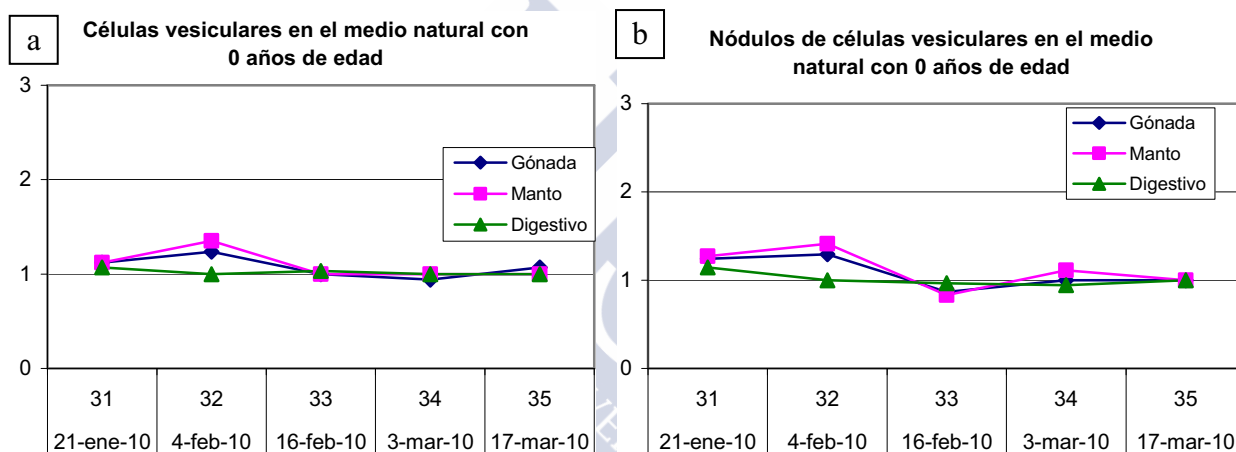 a
Células vesiculares en el medio natural con
0 años de edad
3
2
1
0
Gónada
Manto
Digestivo
31 32 33 34 35
21-ene-10 4-feb-10 16-feb-10 3-mar-10 17-mar-10
b
Nódulos de células vesiculares en el medio
natural con 0 años de edad
3
2
1
0
Gónada
Manto
Digestivo
31 32 33 34 35
21-ene-10 4-feb-10 16-feb-10 3-mar-10 17-mar-10